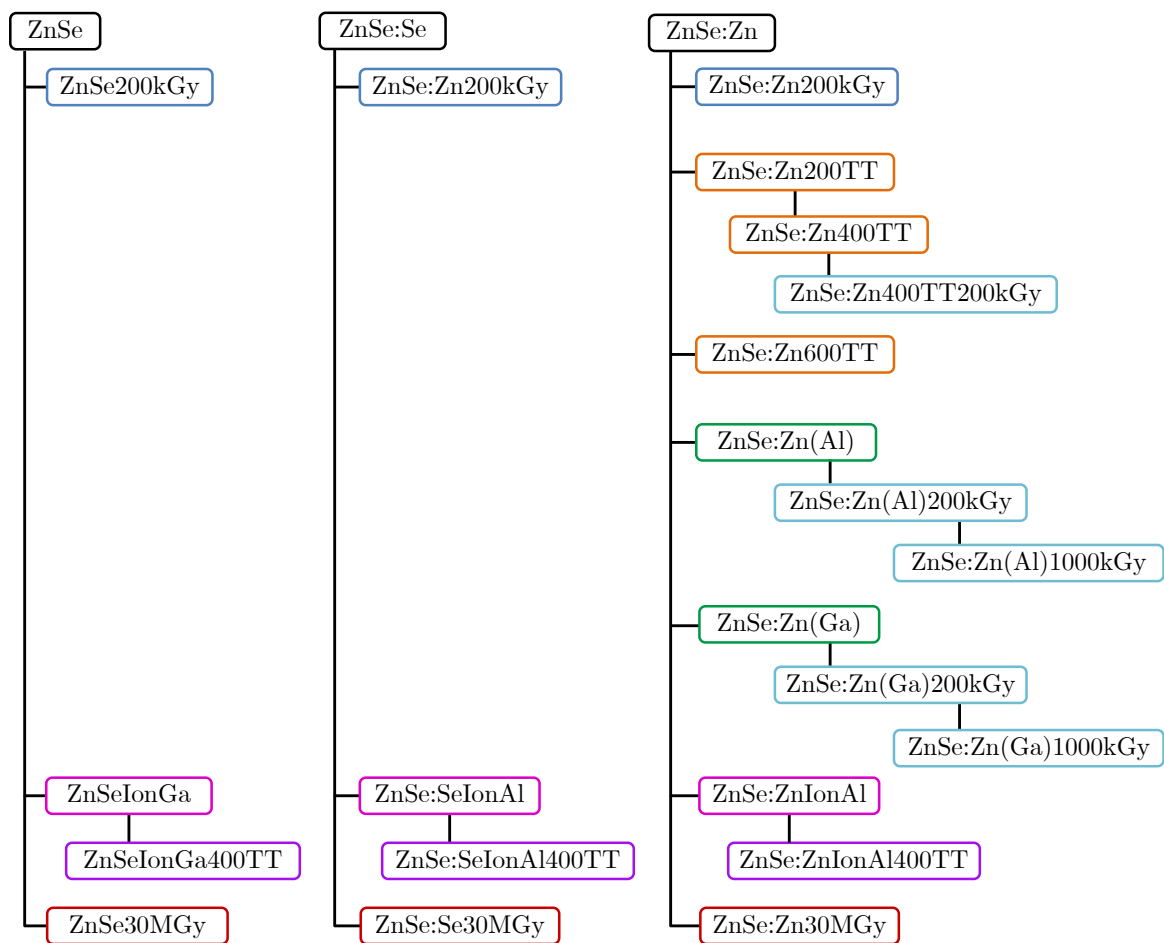 ZnSe
ZnSe200kGy
ZnSeIonGa
ZnSeIonGa400TT
ZnSe30MGy
ZnSe:Se
ZnSe:Zn200kGy
ZnSe:SeIonAl
ZnSe:SeIonAl400TT
ZnSe:Se30MGy
ZnSe:Zn
ZnSe:Zn200kGy
ZnSe:Zn200TT
ZnSe:Zn400TT
ZnSe:Zn400TT200kGy
ZnSe:Zn600TT
ZnSe:Zn(Al)
ZnSe:Zn(Al)200kGy
ZnSe:Zn(Al)1000kGy
ZnSe:Zn(Ga)
ZnSe:Zn(Ga)200kGy
ZnSe:Zn(Ga)1000kGy
ZnSe:ZnIonAl
ZnSe:ZnIonAl400TT
ZnSe:Zn30MGy